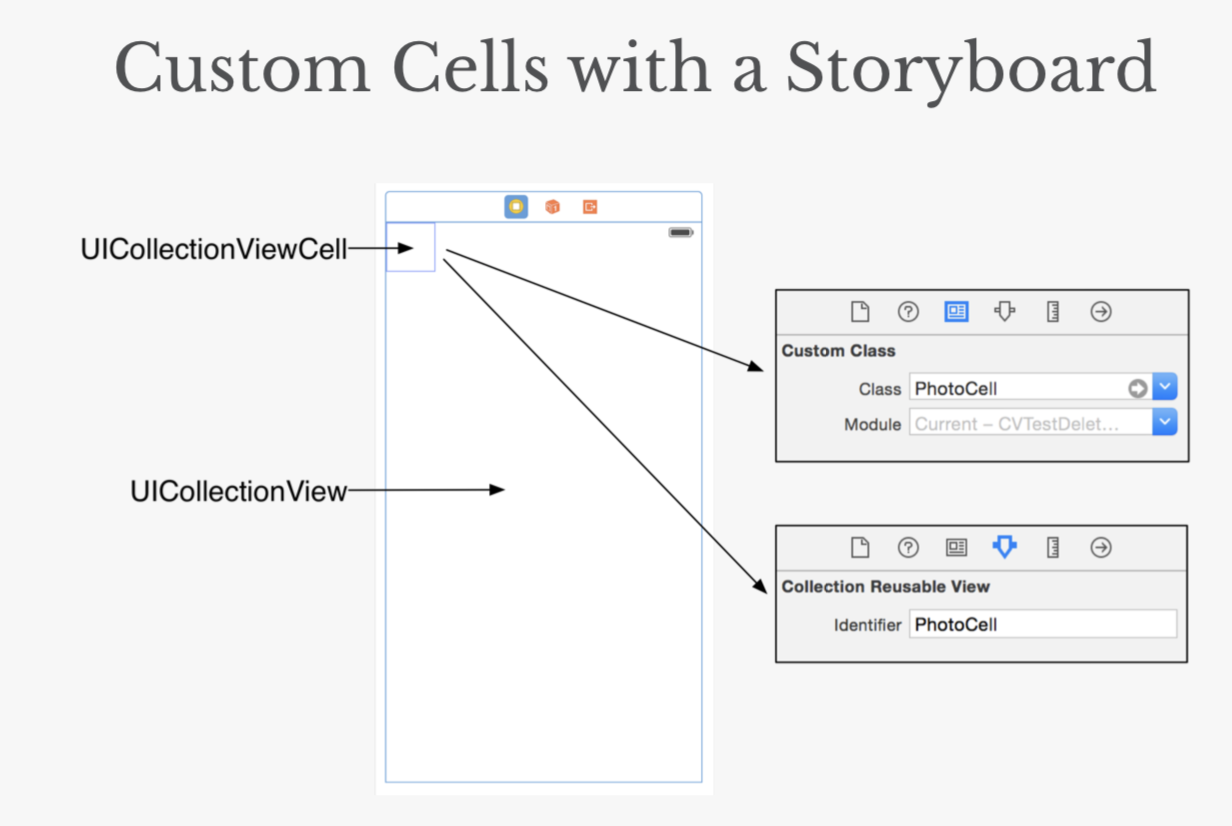 Custom Cells with a Storyboard
UICollectionViewCell
UICollectionView
Custom Class
Class PhotoCell
Module Current – CVTestDelet...
Collection Reusable View
Identifier PhotoCell